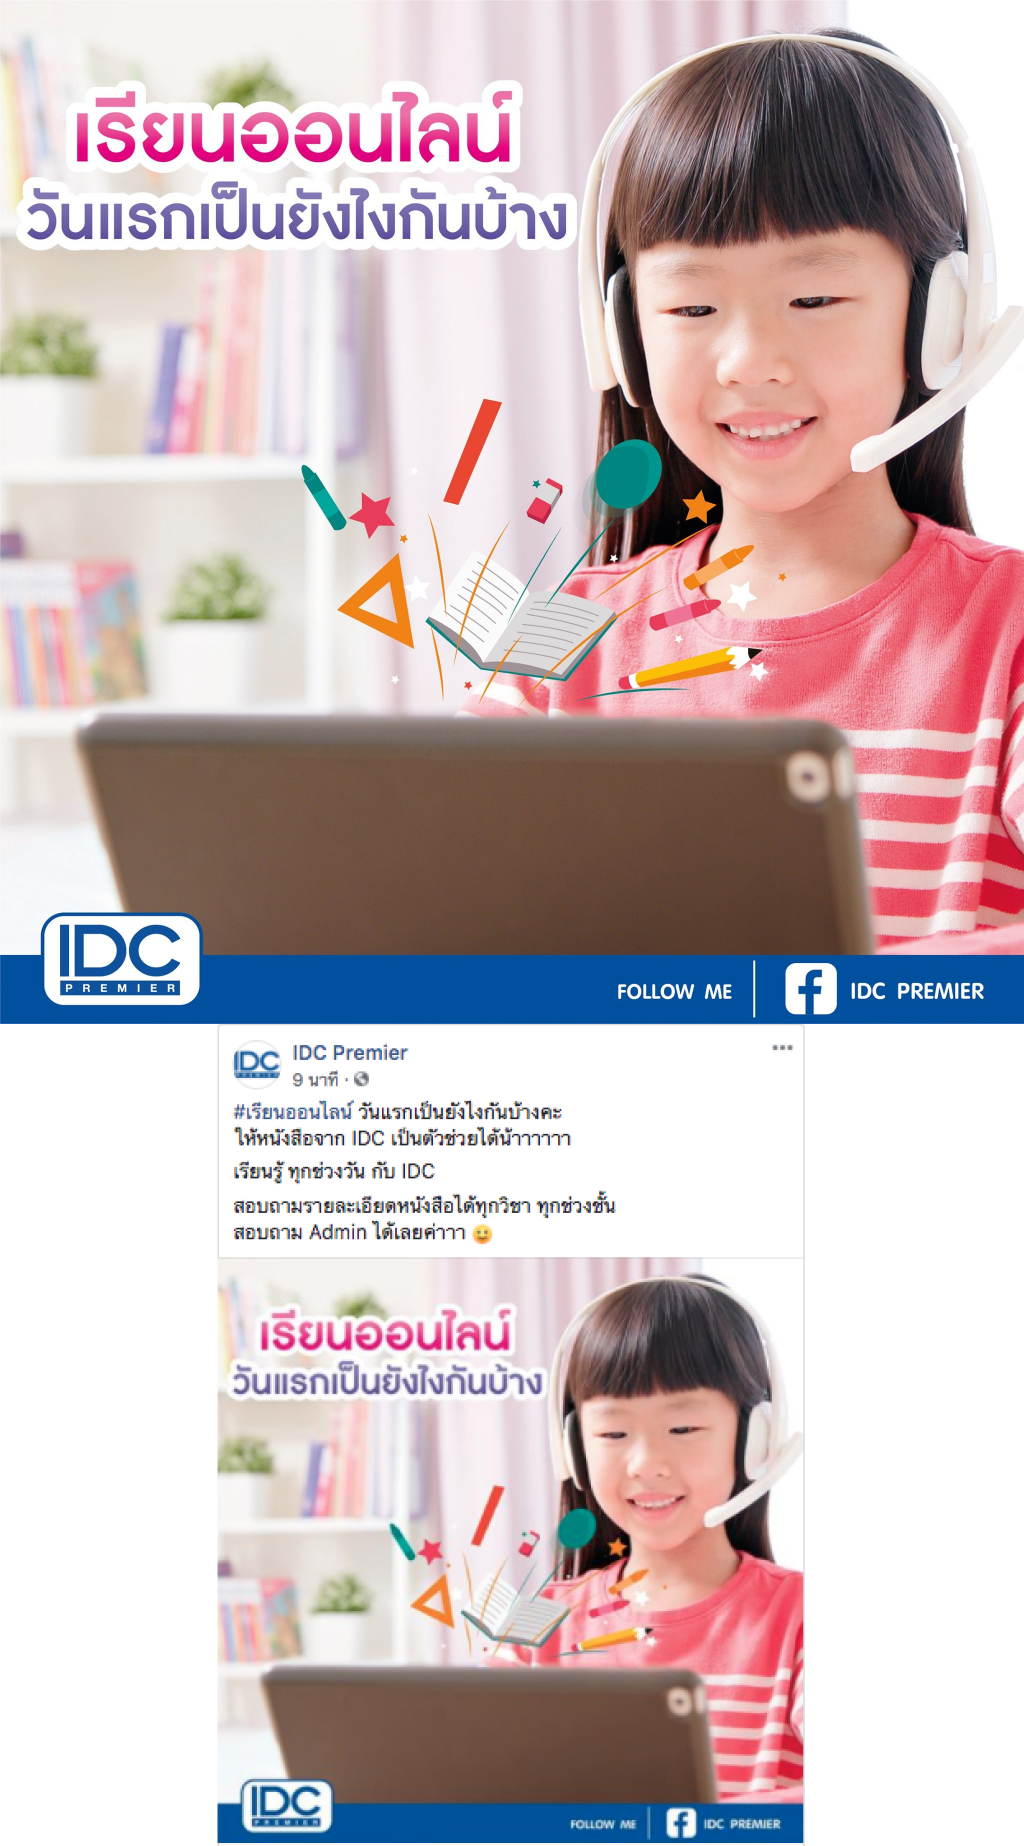 เรียนออนไลน์
วันแรกเป็นยังไงกันบ้าง
IDC
PREMIER
FOLLOW ME
IDC PREMIER
IDC
PREMIER
IDC Premier
9 นาที ·
#เรียนออนไลน์ วันแรกเป็นยังไงกันบ้างคะ
ให้หนังสือจาก IDC เป็นตัวช่วยได้น้าาาาาา
เรียนรู้ ทุกช่วงวัน กับ IDC
สอบถามรายละเอียดหนังสือได้ทุกวิชา ทุกช่วงชั้น
สอบถาม Admin ได้เลยค่าาา 😀
เรียนออนไลน์
วันแรกเป็นยังไงกันบ้าง
IDC
PREMIER
FOLLOW ME
IDC PREMIER